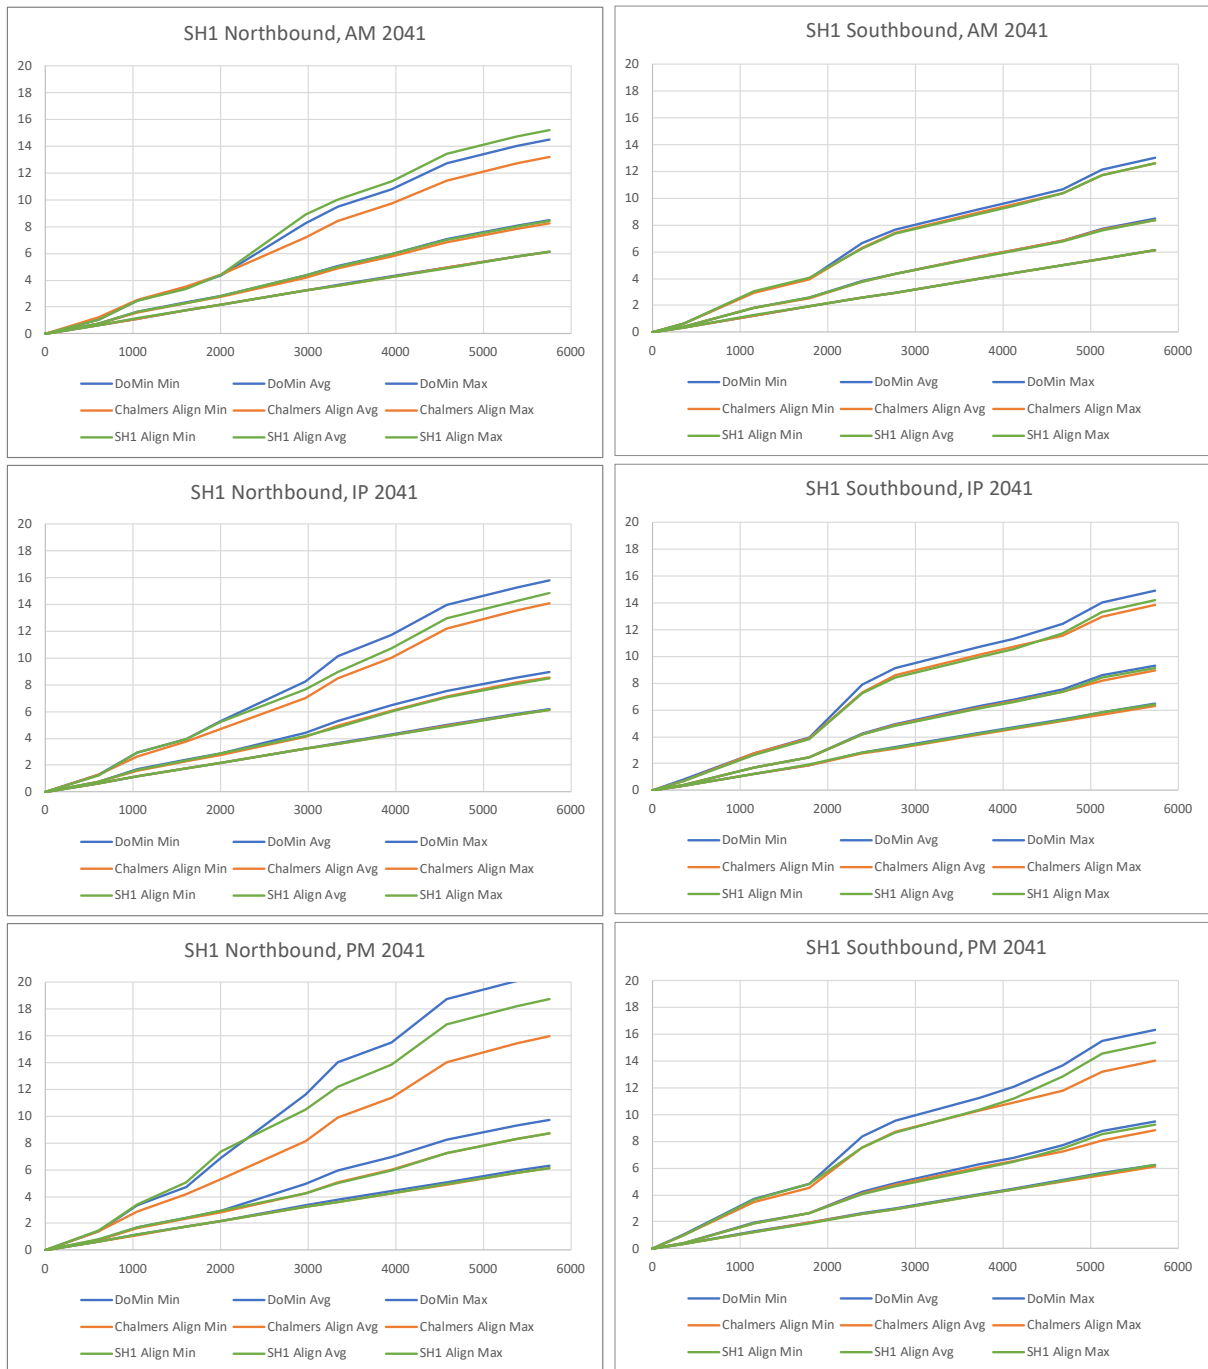 SH1 Northbound, AM 2041
20
18
16
14
12
10
8
6
4
2
0
0 1000 2000 3000 4000 5000 6000
DoMin Min DoMin Avg DoMin Max
Chalmers Align Min Chalmers Align Avg Chalmers Align Max
SH1 Align Min SH1 Align Avg SH1 Align Max
SH1 Southbound, AM 2041
20
18
16
14
12
10
8
6
4
2
0
0 1000 2000 3000 4000 5000 6000
DoMin Min DoMin Avg DoMin Max
Chalmers Align Min Chalmers Align Avg Chalmers Align Max
SH1 Align Min SH1 Align Avg SH1 Align Max
SH1 Northbound, IP 2041
20
18
16
14
12
10
8
6
4
2
0
0 1000 2000 3000 4000 5000 6000
DoMin Min DoMin Avg DoMin Max
Chalmers Align Min Chalmers Align Avg Chalmers Align Max
SH1 Align Min SH1 Align Avg SH1 Align Max
SH1 Southbound, IP 2041
20
18
16
14
12
10
8
6
4
2
0
0 1000 2000 3000 4000 5000 6000
DoMin Min DoMin Avg DoMin Max
Chalmers Align Min Chalmers Align Avg Chalmers Align Max
SH1 Align Min SH1 Align Avg SH1 Align Max
SH1 Northbound, PM 2041
20
18
16
14
12
10
8
6
4
2
0
0 1000 2000 3000 4000 5000 6000
DoMin Min DoMin Avg DoMin Max
Chalmers Align Min Chalmers Align Avg Chalmers Align Max
SH1 Align Min SH1 Align Avg SH1 Align Max
SH1 Southbound, PM 2041
20
18
16
14
12
10
8
6
4
2
0
0 1000 2000 3000 4000 5000 6000
DoMin Min DoMin Avg DoMin Max
Chalmers Align Min Chalmers Align Avg Chalmers Align Max
SH1 Align Min SH1 Align Avg SH1 Align Max